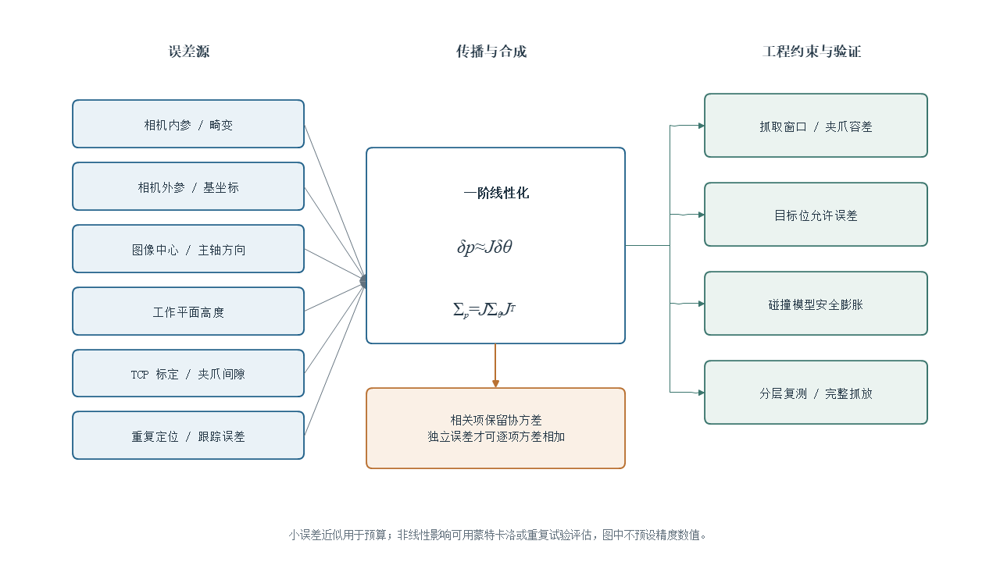 误差源
相机内参 / 畸变
相机外参 / 基坐标
图像中心 / 主轴方向
工作平面高度
TCP 标定 / 夹爪间隙
重复定位 / 跟踪误差
传播与合成
一阶线性化
δp≈Jδθ
Σₚ=JΣ_θJᵀ
相关项保留协方差
独立误差才可逐项方差相加
工程约束与验证
抓取窗口 / 夹爪容差
目标位允许误差
碰撞模型安全膨胀
分层复测 / 完整抓放
小误差近似用于预算；非线性影响可用蒙特卡洛或重复试验评估，图中不预设精度数值。